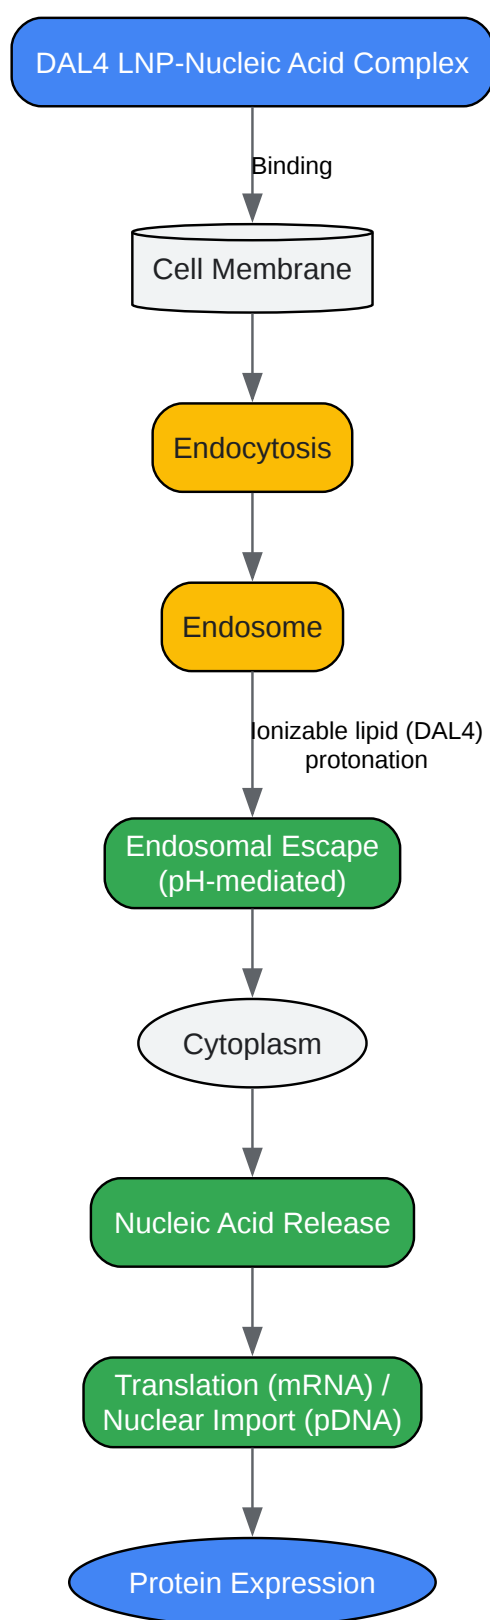 DAL4 LNP-Nucleic Acid Complex
Binding
Cell Membrane
Endocytosis
Endosome
Ionizable lipid (DAL4)
protonation
Endosomal Escape
(pH-mediated)
Cytoplasm
Nucleic Acid Release
Translation (mRNA) /
Nuclear Import (pDNA)
Protein Expression